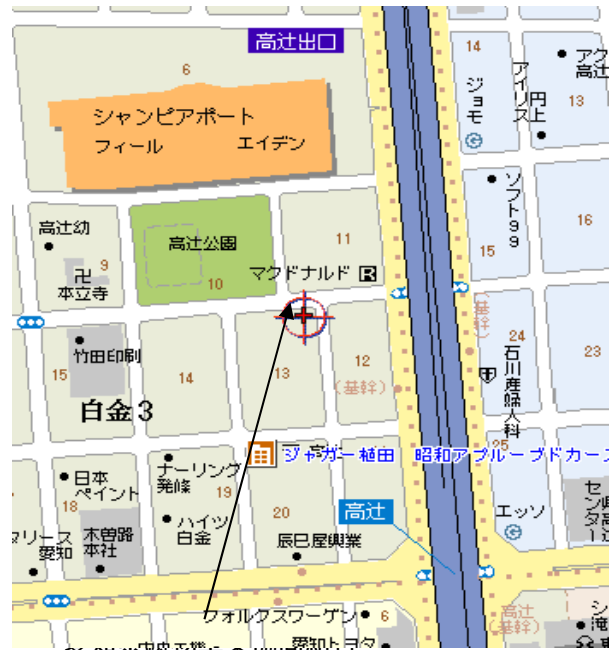 高辻出口
6
14
アク
高辻
シャンピアポート
フィール
エイデン
ジョモ
アイリス
円上
13
ソフト99
16
高辻幼
9
本立寺
高辻公園
10
11
15
マクドナルド
竹田印刷
15
14
13
12
(基幹)
(基幹)
24
23
石川産婦人科
白金3
ジャガー植田
昭和アプルーブドカーズ
25
日本
ペイント
18
ナーリング
発條
19
ハイツ
白金
20
辰巳屋興業
高辻
エッソ
タリース
愛知
木曽路
本社
フォルクスワーゲン
6
愛知トヨタ
高辻
(基幹)